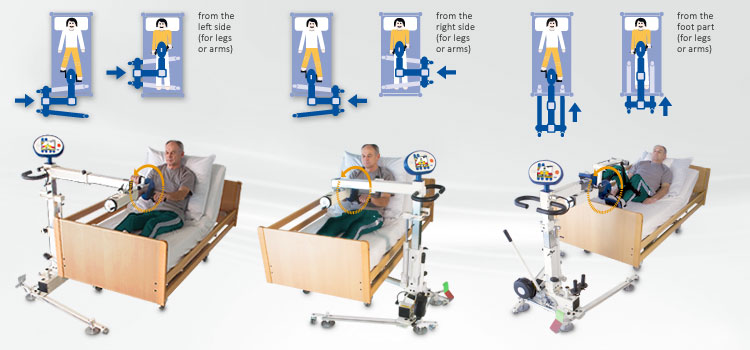 from the
left side
(for legs
or arms)
from the
right side
(for legs
or arms)
from the
foot part
(for legs
or arms)